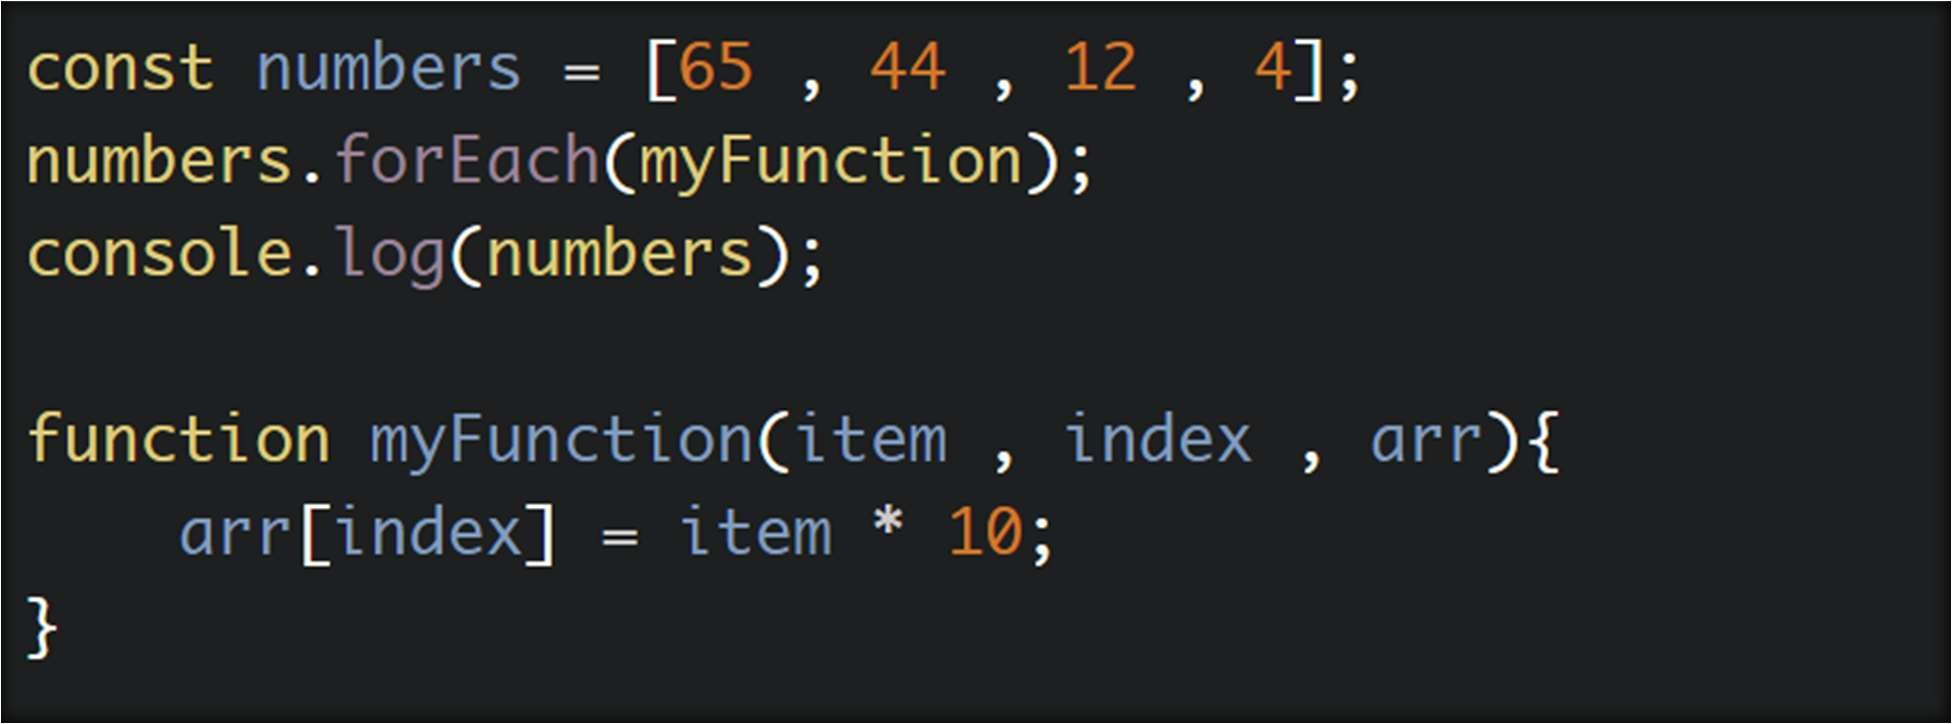 const numbers = [65 , 44 , 12 , 4];
numbers.forEach(myFunction);
console.log(numbers);
function myFunction(item , index , arr){
    arr[index] = item * 10;
}